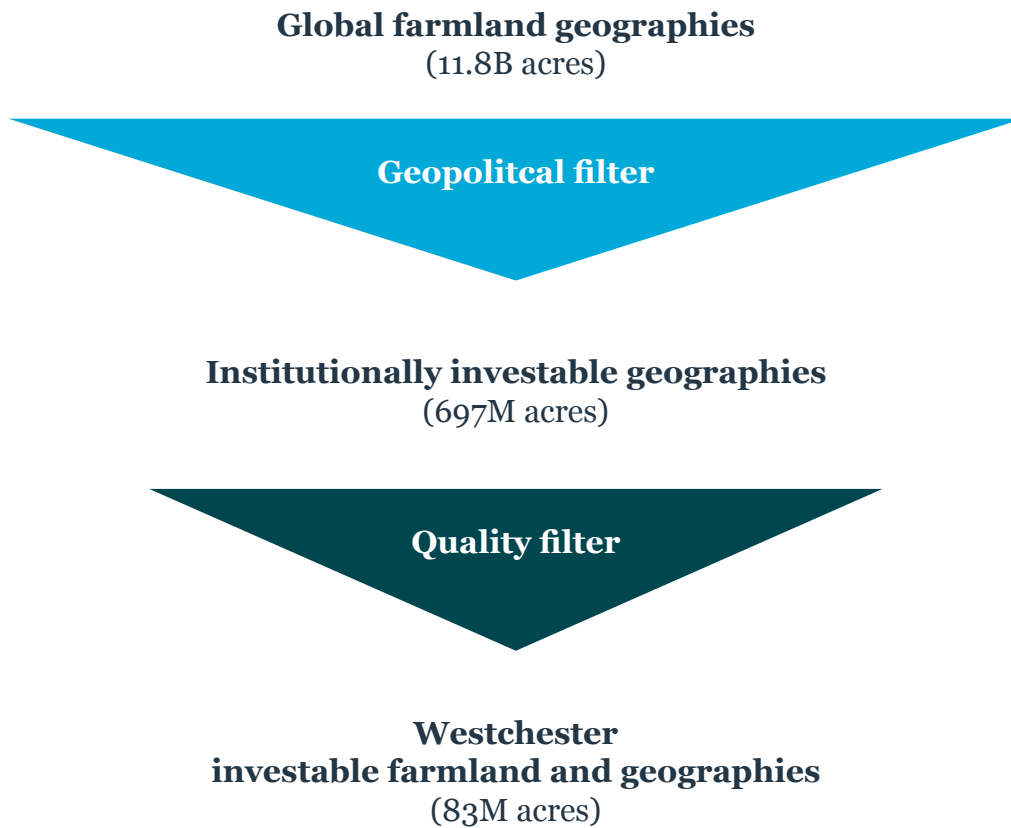 Global farmland geographies
(11.8B acres)
Geopolitcal filter
Institutionally investable geographies
(697M acres)
Quality filter
Westchester
investable farmland and geographies
(83M acres)